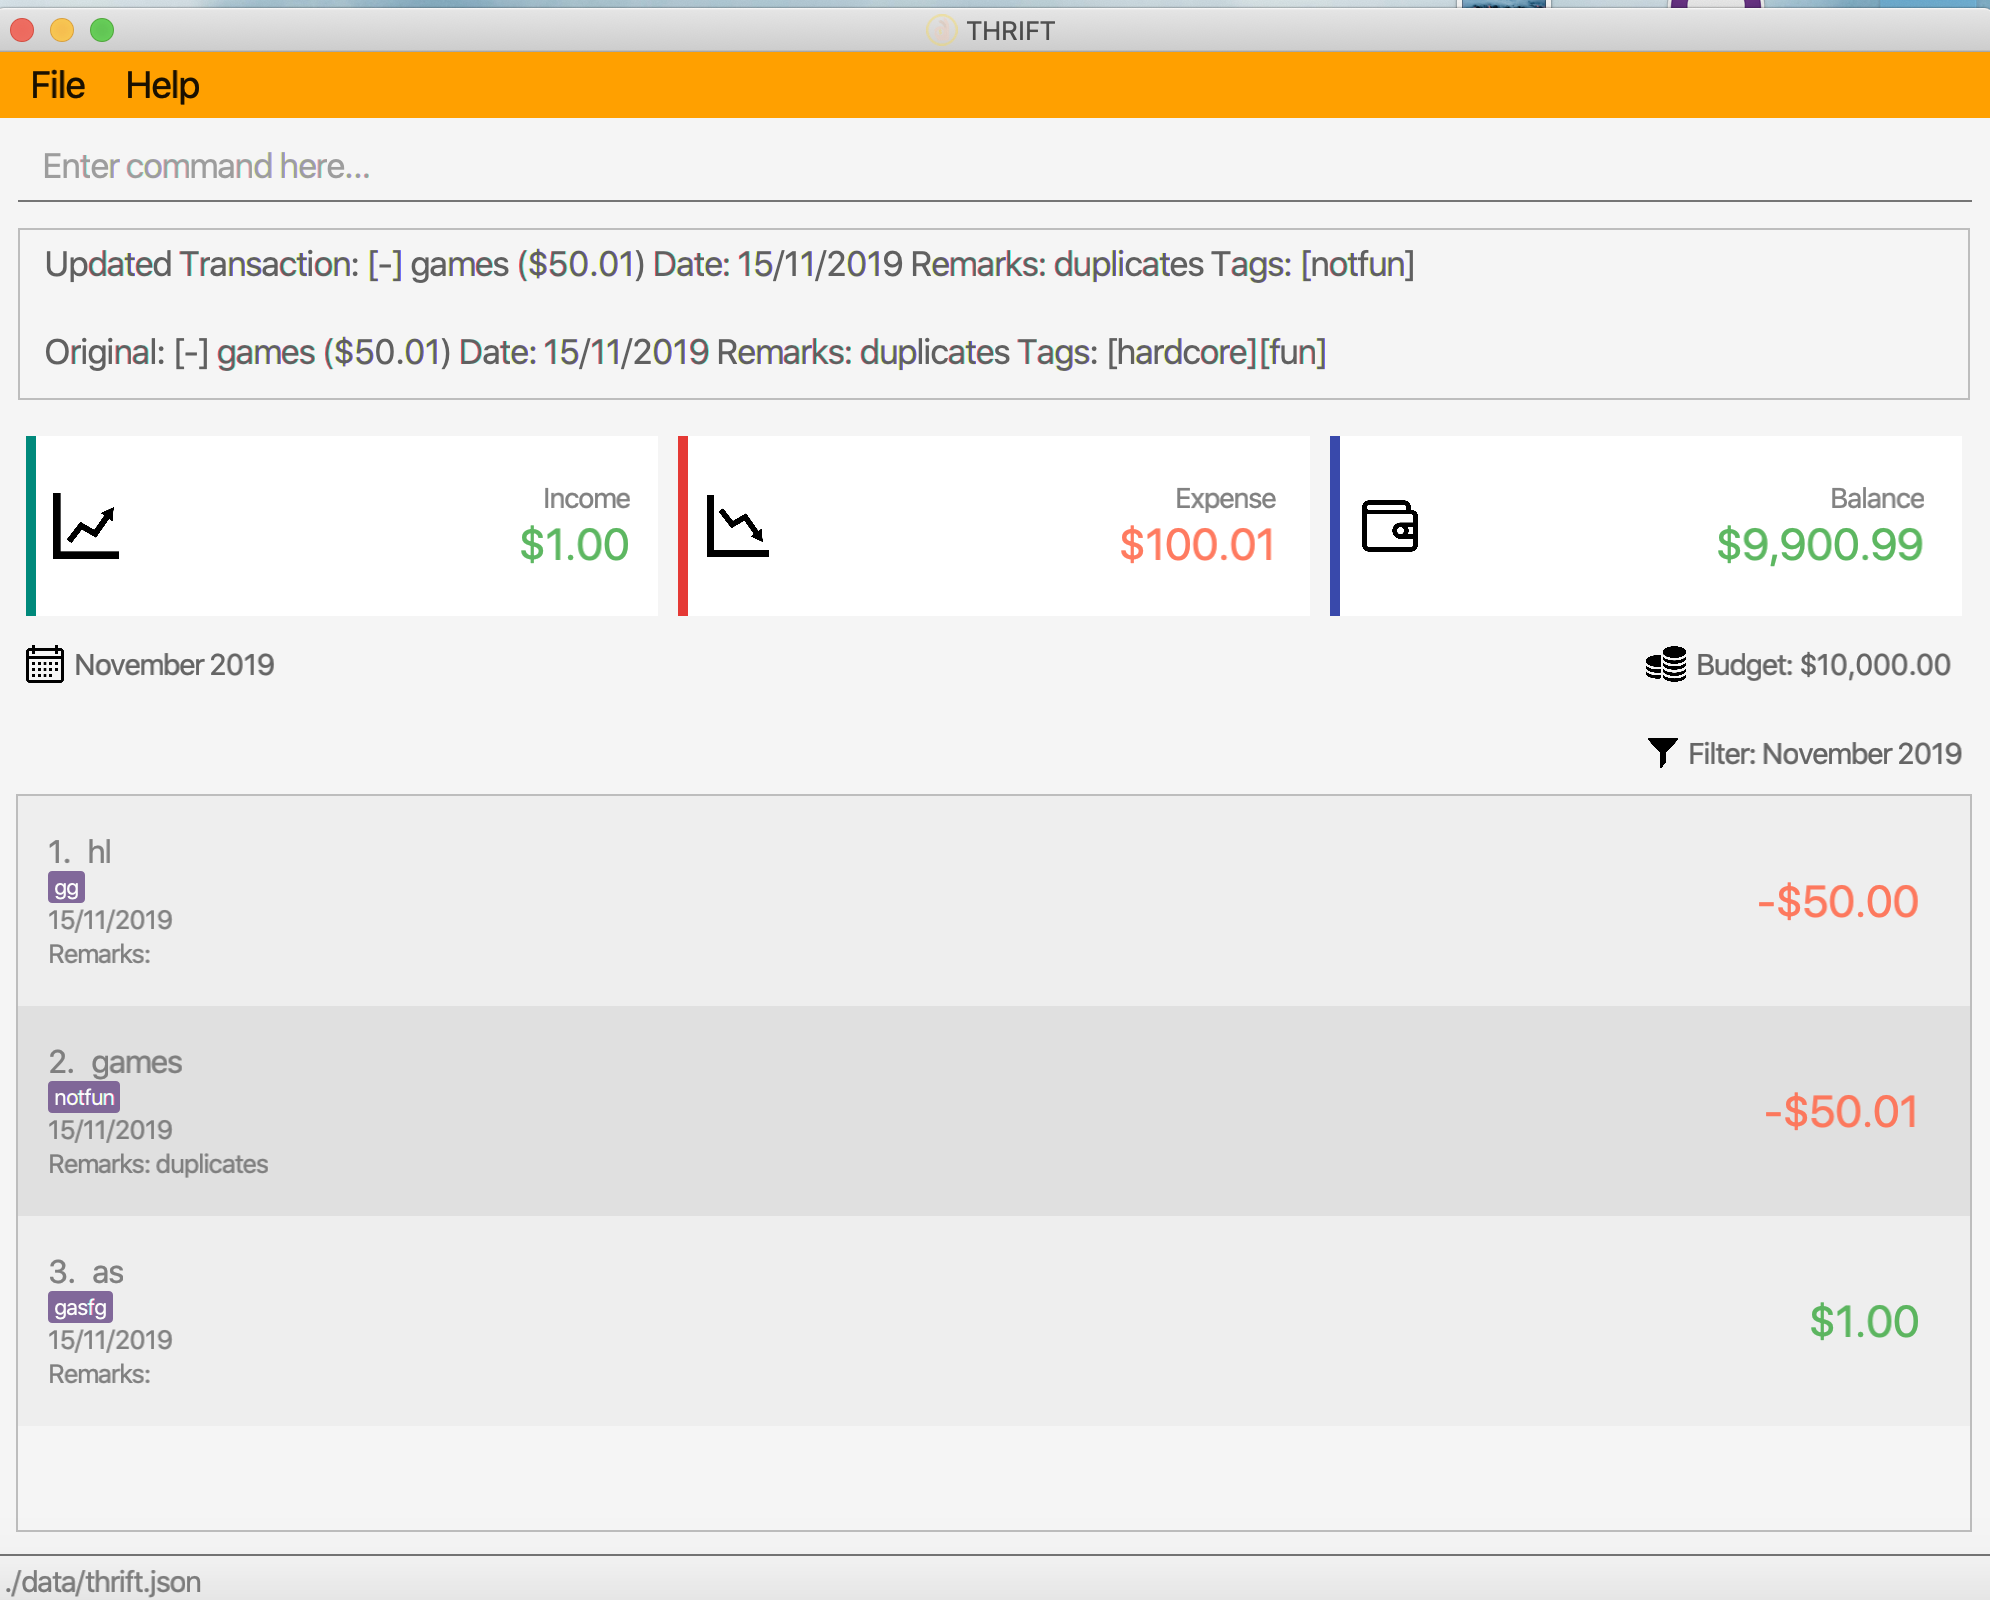 THRIFT
File Help
Enter command here...
Updated Transaction: [-] games ($50.01) Date: 15/11/2019 Remarks: duplicates Tags: [notfun]
Original: [-] games ($50.01) Date: 15/11/2019 Remarks: duplicates Tags: [hardcore][fun]
Income
$1.00
Expense
$100.01
Balance
$9,900.99
November 2019
Budget: $10,000.00
Filter: November 2019
1. hl
gg
15/11/2019
Remarks:
-$50.00
2. games
notfun
15/11/2019
Remarks: duplicates
-$50.01
3. as
gasfg
15/11/2019
Remarks:
$1.00
./data/thrift.json